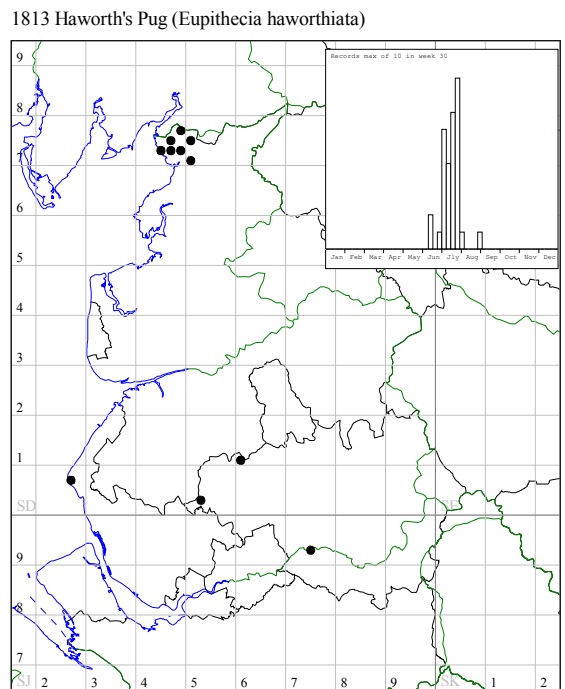 1813 Haworth's Pug (Eupithecia haworthiata)
9
Records max of 10 in week 30
8
7
6
Jan Feb Mar Apr May Jun Jly Aug Sep Oct Nov Dec
5
4
3
2
1
SD SE
9
8
7
SJ 2 3 4 5 6 7 8 9 SK 1 2